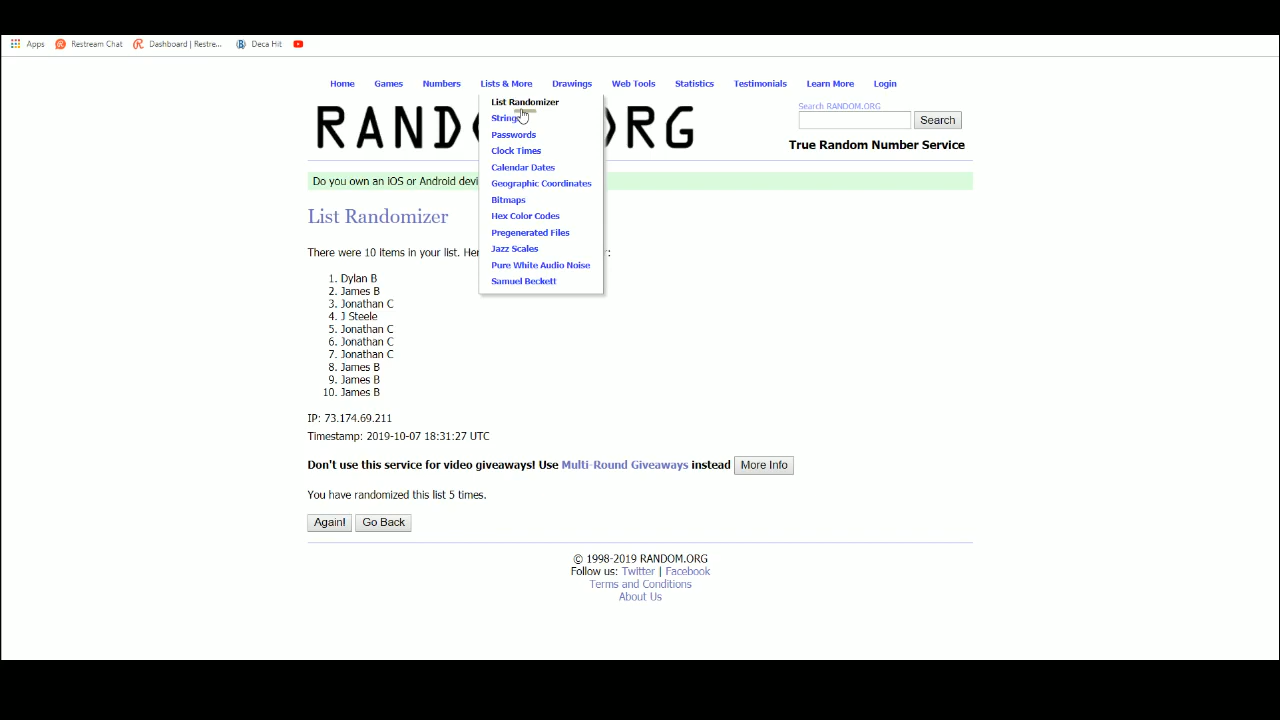 Apps Restream Chat Dashboard | Restre... Deca Hit
Home Games Numbers Lists & More Drawings Web Tools Statistics Testimonials Learn More Login
List Randomizer
Strings
Passwords
Clock Times
Calendar Dates
Geographic Coordinates
Bitmaps
Hex Color Codes
Pregenerated Files
Jazz Scales
Pure White Audio Noise
Samuel Beckett
RAND RG
Search RANDOM.ORG
Search
True Random Number Service
Do you own an iOS or Android devi
List Randomizer
There were 10 items in your list. Her :
1. Dylan B
2. James B
3. Jonathan C
4. J Steele
5. Jonathan C
6. Jonathan C
7. Jonathan C
8. James B
9. James B
10. James B
IP: 73.174.69.211
Timestamp: 2019-10-07 18:31:27 UTC
Don't use this service for video giveaways! Use Multi-Round Giveaways instead More Info
You have randomized this list 5 times.
Again! Go Back
© 1998-2019 RANDOM.ORG
Follow us: Twitter | Facebook
Terms and Conditions
About Us